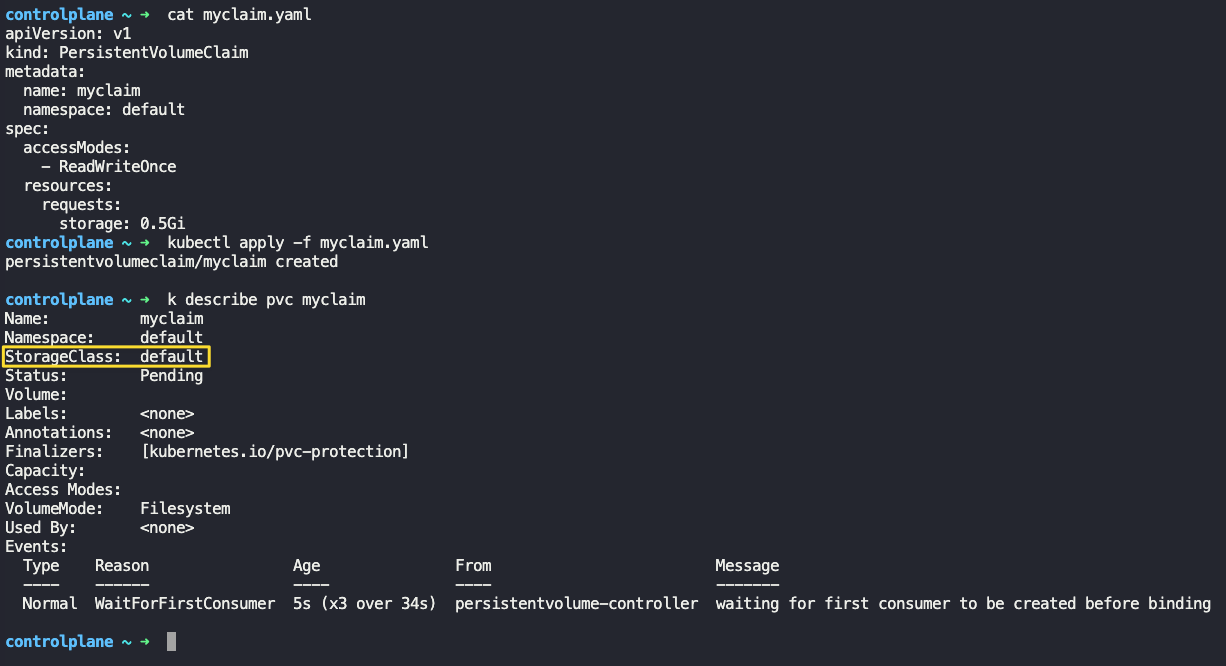 controlplane ~ ➜  cat myclaim.yaml
apiVersion: v1
kind: PersistentVolumeClaim
metadata:
  name: myclaim
  namespace: default
spec:
  accessModes:
    - ReadWriteOnce
  resources:
    requests:
      storage: 0.5Gi
controlplane ~ ➜  kubectl apply -f myclaim.yaml
persistentvolumeclaim/myclaim created

controlplane ~ ➜  k describe pvc myclaim
Name:          myclaim
Namespace:     default
StorageClass:  default
Status:        Pending
Volume:
Labels:        <none>
Annotations:   <none>
Finalizers:    [kubernetes.io/pvc-protection]
Capacity:
Access Modes:
VolumeMode:    Filesystem
Used By:       <none>
Events:
  Type    Reason                Age                From                         Message
  ----    ------                ----               ----                         -------
  Normal  WaitForFirstConsumer  5s (x3 over 34s)  persistentvolume-controller  waiting for first consumer to be created before binding

controlplane ~ ➜